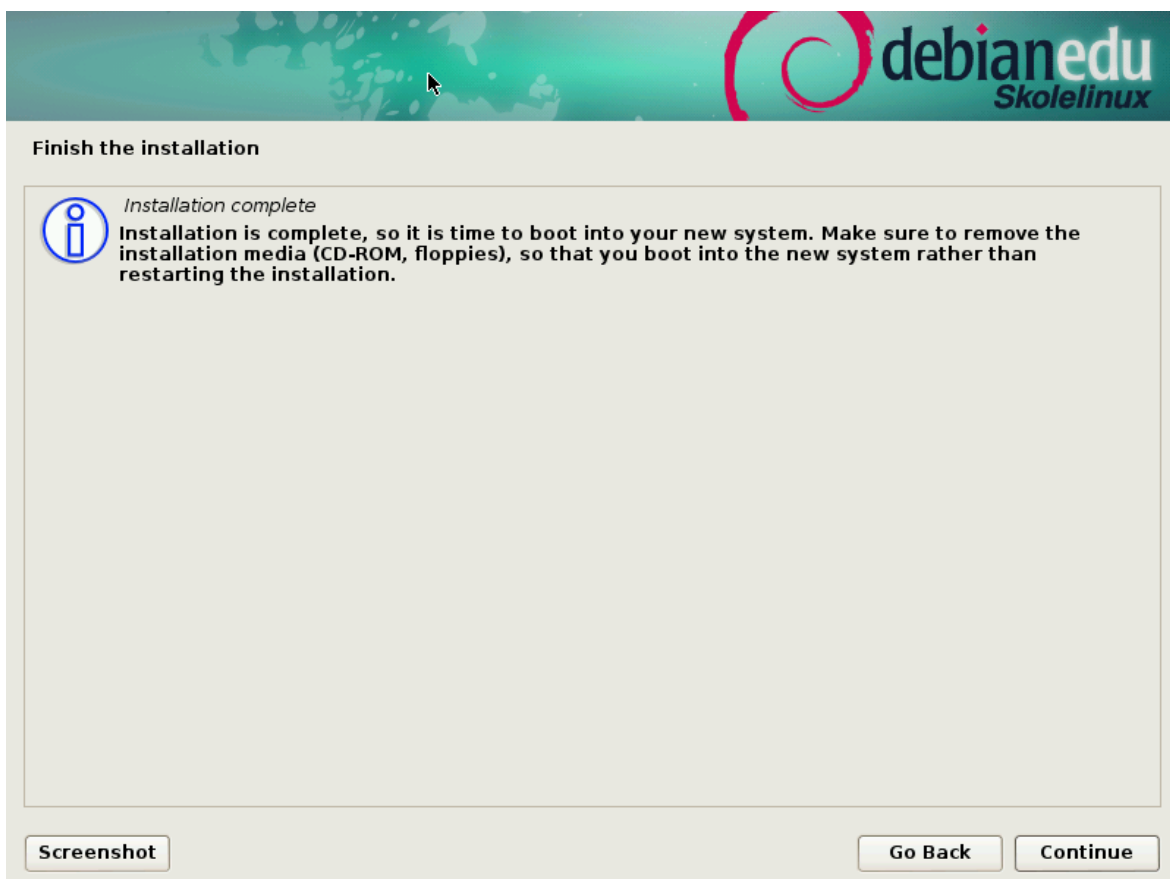 debianedu
Skolelinux
Finish the installation
Installation complete
Installation is complete, so it is time to boot into your new system. Make sure to remove the
installation media (CD-ROM, floppies), so that you boot into the new system rather than
restarting the installation.
Screenshot
Go Back
Continue